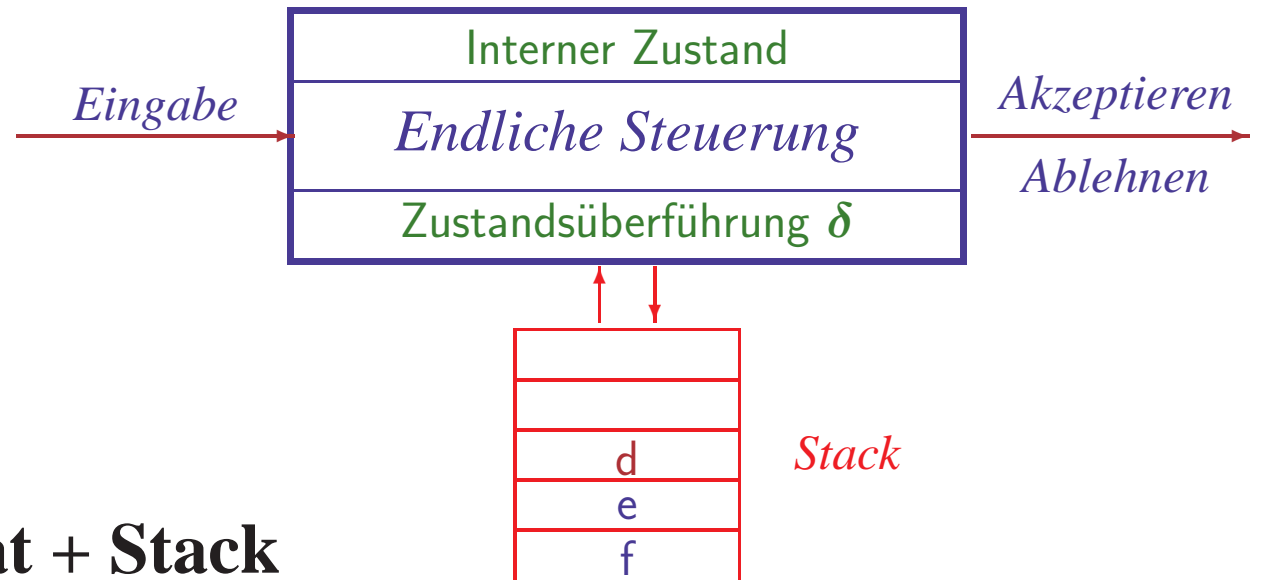 Interner Zustand
Eingabe
Endliche Steuerung
Akzeptieren
Ablehnen
Zustandsüberführung δ
d
Stack
e
f
+ Stack